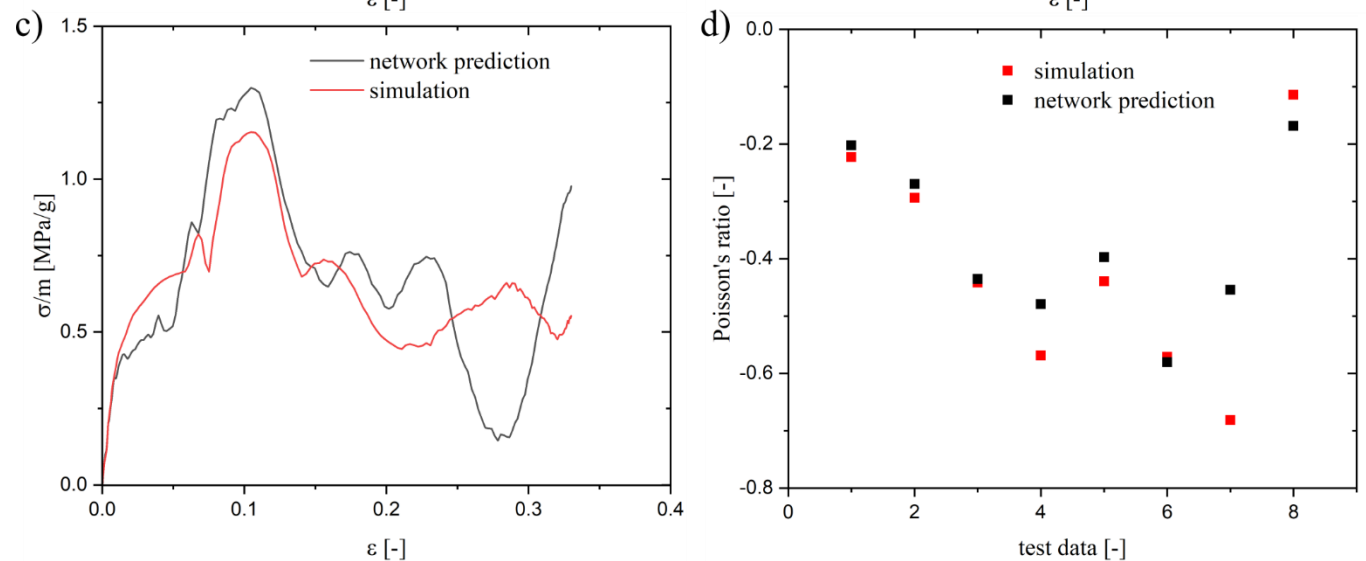 ε [-]
ε [-]
c)
1.5
1.0
0.5
0.0
σ/m [MPa/g]
network prediction
simulation
0.0
0.1
0.2
0.3
0.4
ε [-]
d)
0.0
-0.2
-0.4
-0.6
-0.8
Poisson's ratio [-]
simulation
network prediction
0
2
4
6
8
test data [-]